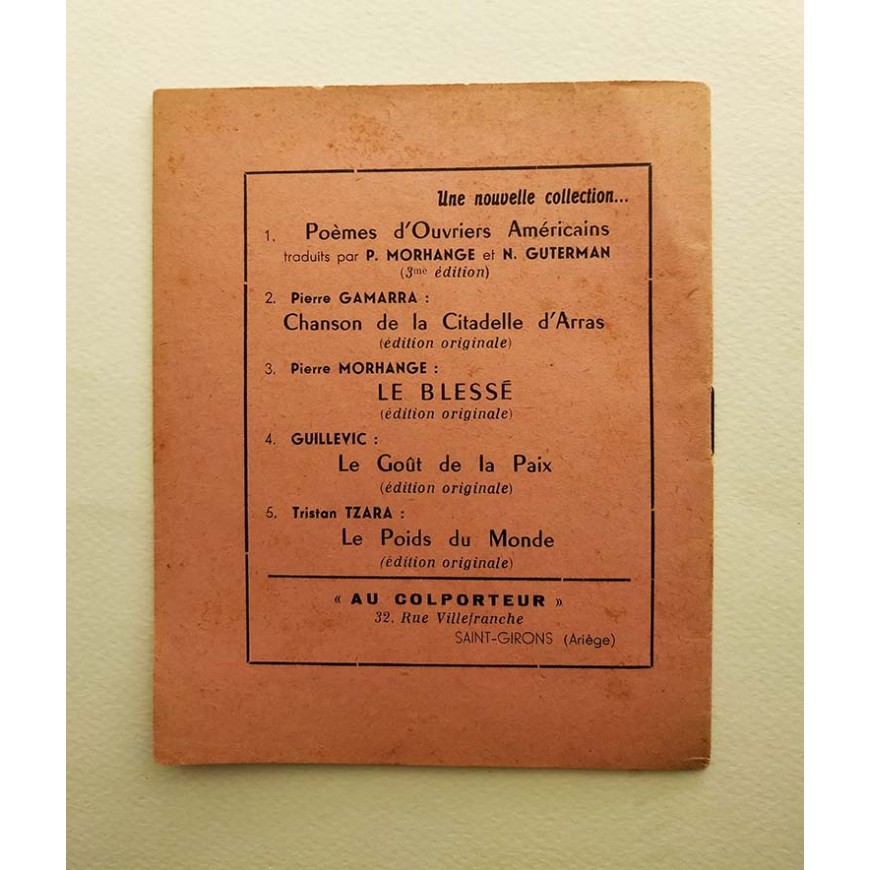 Une nouvelle collection...
1. Poèmes d'Ouvriers Américains
traduits par P. MORHANGE et N. GUTERMAN
(3me édition)
2. Pierre GAMARRA :
Chanson de la Citadelle d'Arras
(édition originale)
3. Pierre MORHANGE :
LE BLESSÉ
(édition originale)
4. GUILLEVIC :
Le Goût de la Paix
(édition originale)
5. Tristan TZARA :
Le Poids du Monde
(édition originale)
« AU COLPORTEUR »
32, Rue Villefranche
SAINT-GIRONS (Ariège)